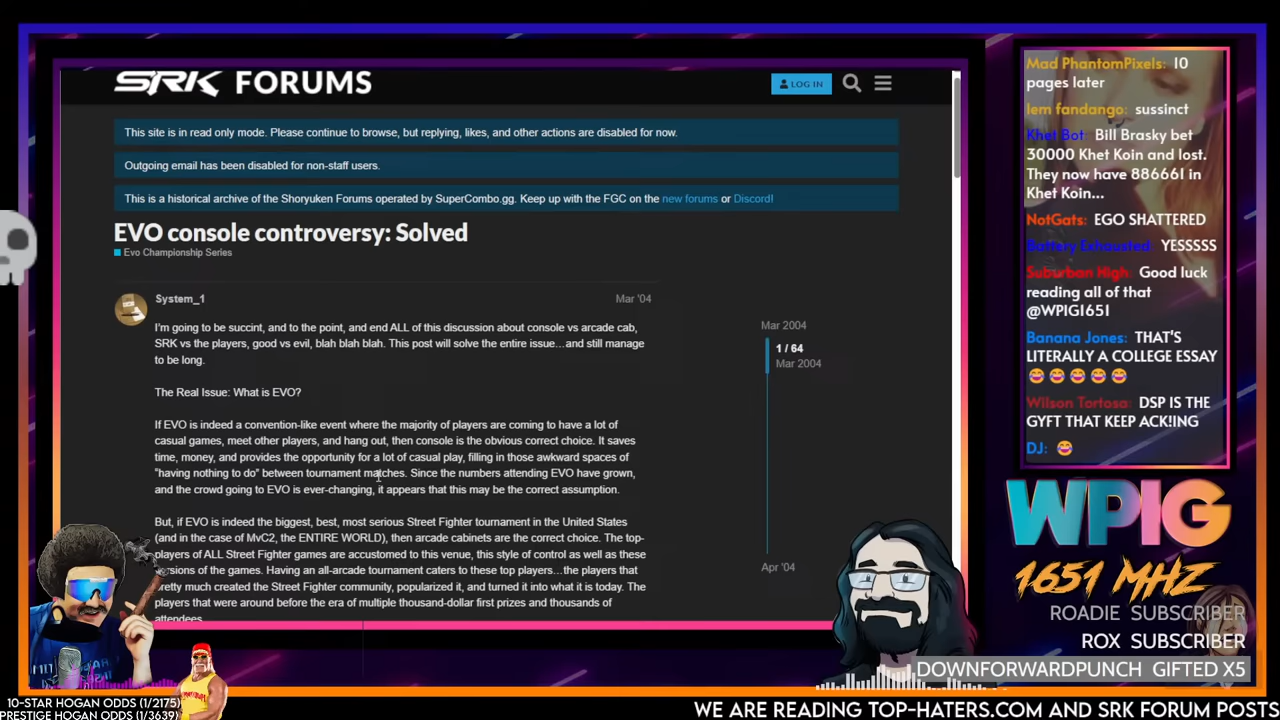 SRK FORUMS
LOG IN
This site is in read only mode. Please continue to browse, but replying, likes, and other actions are disabled for now.
Outgoing email has been disabled for non-staff users.
This is a historical archive of the Shoryuken Forums operated by SuperCombo.gg. Keep up with the FGC on the new forums or Discord!
EVO console controversy: Solved
Evo Championship Series
System_1
Mar '04
I'm going to be succint, and to the point, and end ALL of this discussion about console vs arcade cab,
SRK vs the players, good vs evil, blah blah blah. This post will solve the entire issue…and still manage
to be long.
The Real Issue: What is EVO?
If EVO is indeed a convention-like event where the majority of players are coming to have a lot of
casual games, meet other players, and hang out, then console is the obvious correct choice. It saves
time, money, and provides the opportunity for a lot of casual play, filling in those awkward spaces of
"having nothing to do" between tournament matches. Since the numbers attending EVO have grown,
and the crowd going to EVO is ever-changing, it appears that this may be the correct assumption.
But, if EVO is indeed the biggest, best, most serious Street Fighter tournament in the United States
(and in the case of MvC2, the ENTIRE WORLD), then arcade cabinets are the correct choice. The top-
players of ALL Street Fighter games are accustomed to this venue, this style of control as well as these
versions of the games. Having an all-arcade tournament caters to these top players…the players that
pretty much created the Street Fighter community, popularized it, and turned it into what it is today. The
players that were around before the era of multiple thousand-dollar first prizes and thousands of
attendees.
Mar 2004
1 / 64
Mar 2004
Apr '04
Mad PhantomPixels: 10
pages later
lem fandango: sussinct
Khet Bot: Bill Brasky bet
30000 Khet Koin and lost.
They now have 886661 in
Khet Koin...
NotGats: EGO SHATTERED
Battery Exhausted: YESSSSS
Suburban High: Good luck
reading all of that
@WPIG1651
Banana Jones: THAT'S
LITERALLY A COLLEGE ESSAY
😂😂😂😂😂
Wilson Tortosa: DSP IS THE
GYFT THAT KEEP ACK!ING
DJ: 😂
WPIG
1651 MHZ
ROADIE SUBSCRIBER
ROX SUBSCRIBER
DOWNFORWARDPUNCH GIFTED X5
10-STAR HOGAN ODDS (1/2175)
PRESTIGE HOGAN ODDS (1/3639)
WE ARE READING TOP-HATERS.COM AND SRK FORUM POSTS